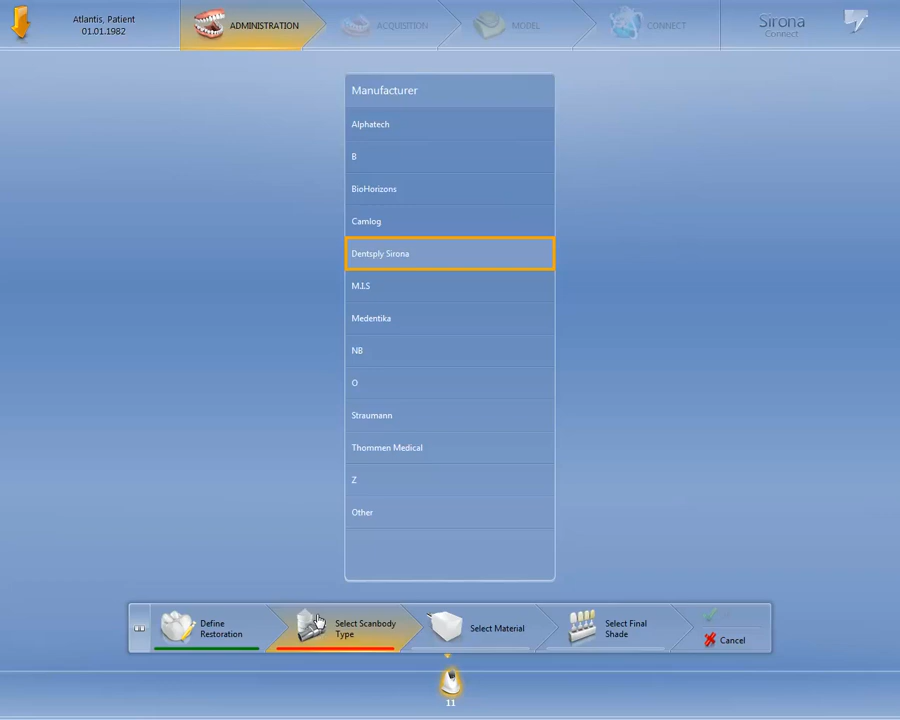 Atlantis, Patient
01.01.1982
ADMINISTRATION
ACQUISITION
MODEL
CONNECT
Sirona
Connect
Manufacturer
Alphatech
B
BioHorizons
Camlog
Dentsply Sirona
M.I.S
Medentika
NB
O
Straumann
Thommen Medical
Z
Other
Define
Restoration
Select Scanbody
Type
Select Material
Select Final
Shade
Cancel
11